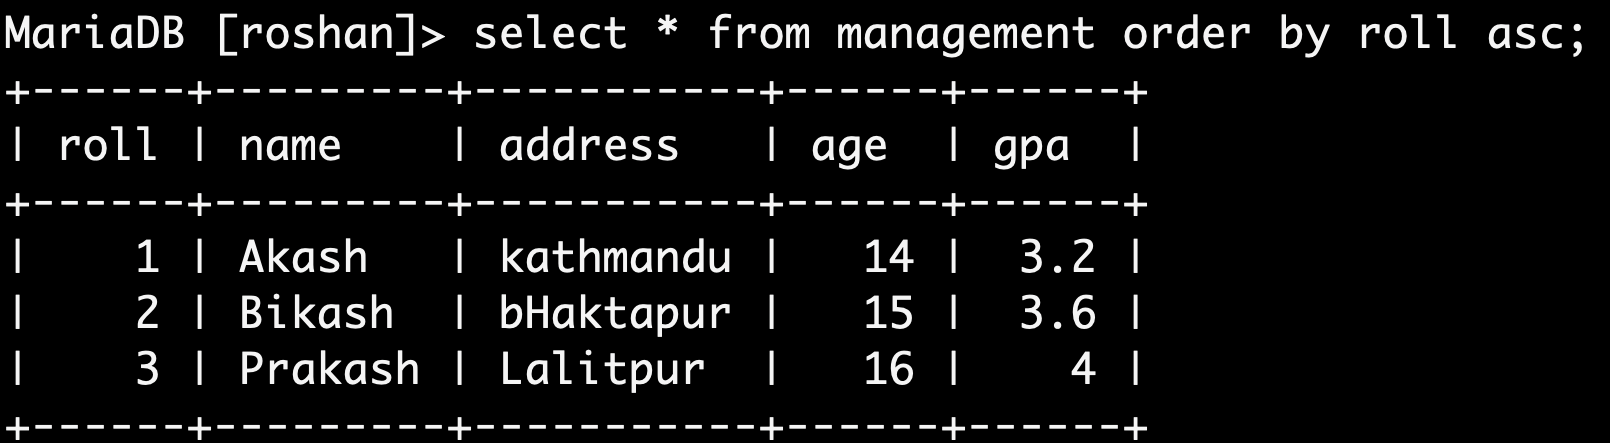 MariaDB [roshan]> select * from management order by roll asc;
+------+---------+-----------+------+------+
| roll | name    | address   | age  | gpa  |
+------+---------+-----------+------+------+
|    1 | Akash   | kathmandu |   14 |  3.2 |
|    2 | Bikash  | bHaktapur |   15 |  3.6 |
|    3 | Prakash | Lalitpur  |   16 |    4 |
+------+---------+-----------+------+------+